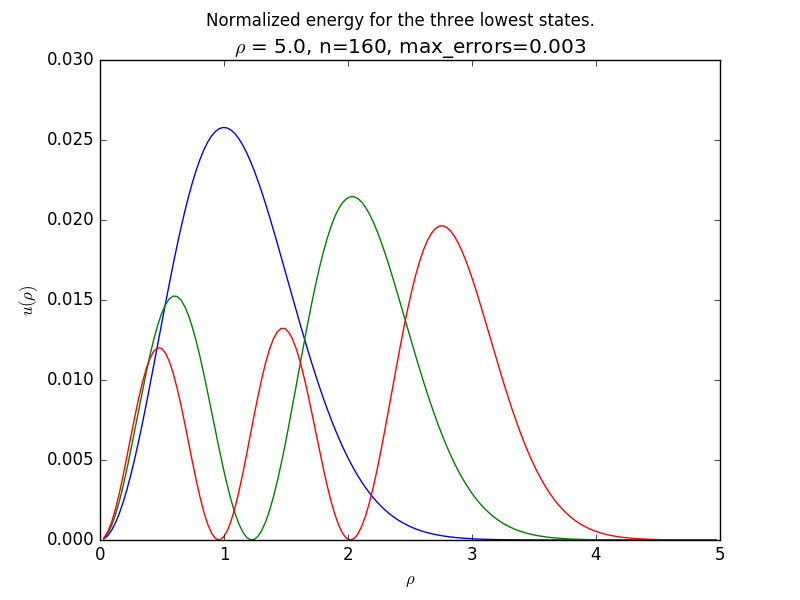 Normalized energy for the three lowest states.
ρ = 5.0, n=160, max_errors=0.003
0.030
0.025
0.020
0.015
0.010
0.005
0.000
u(ρ)
0 1 2 3 4 5
ρ